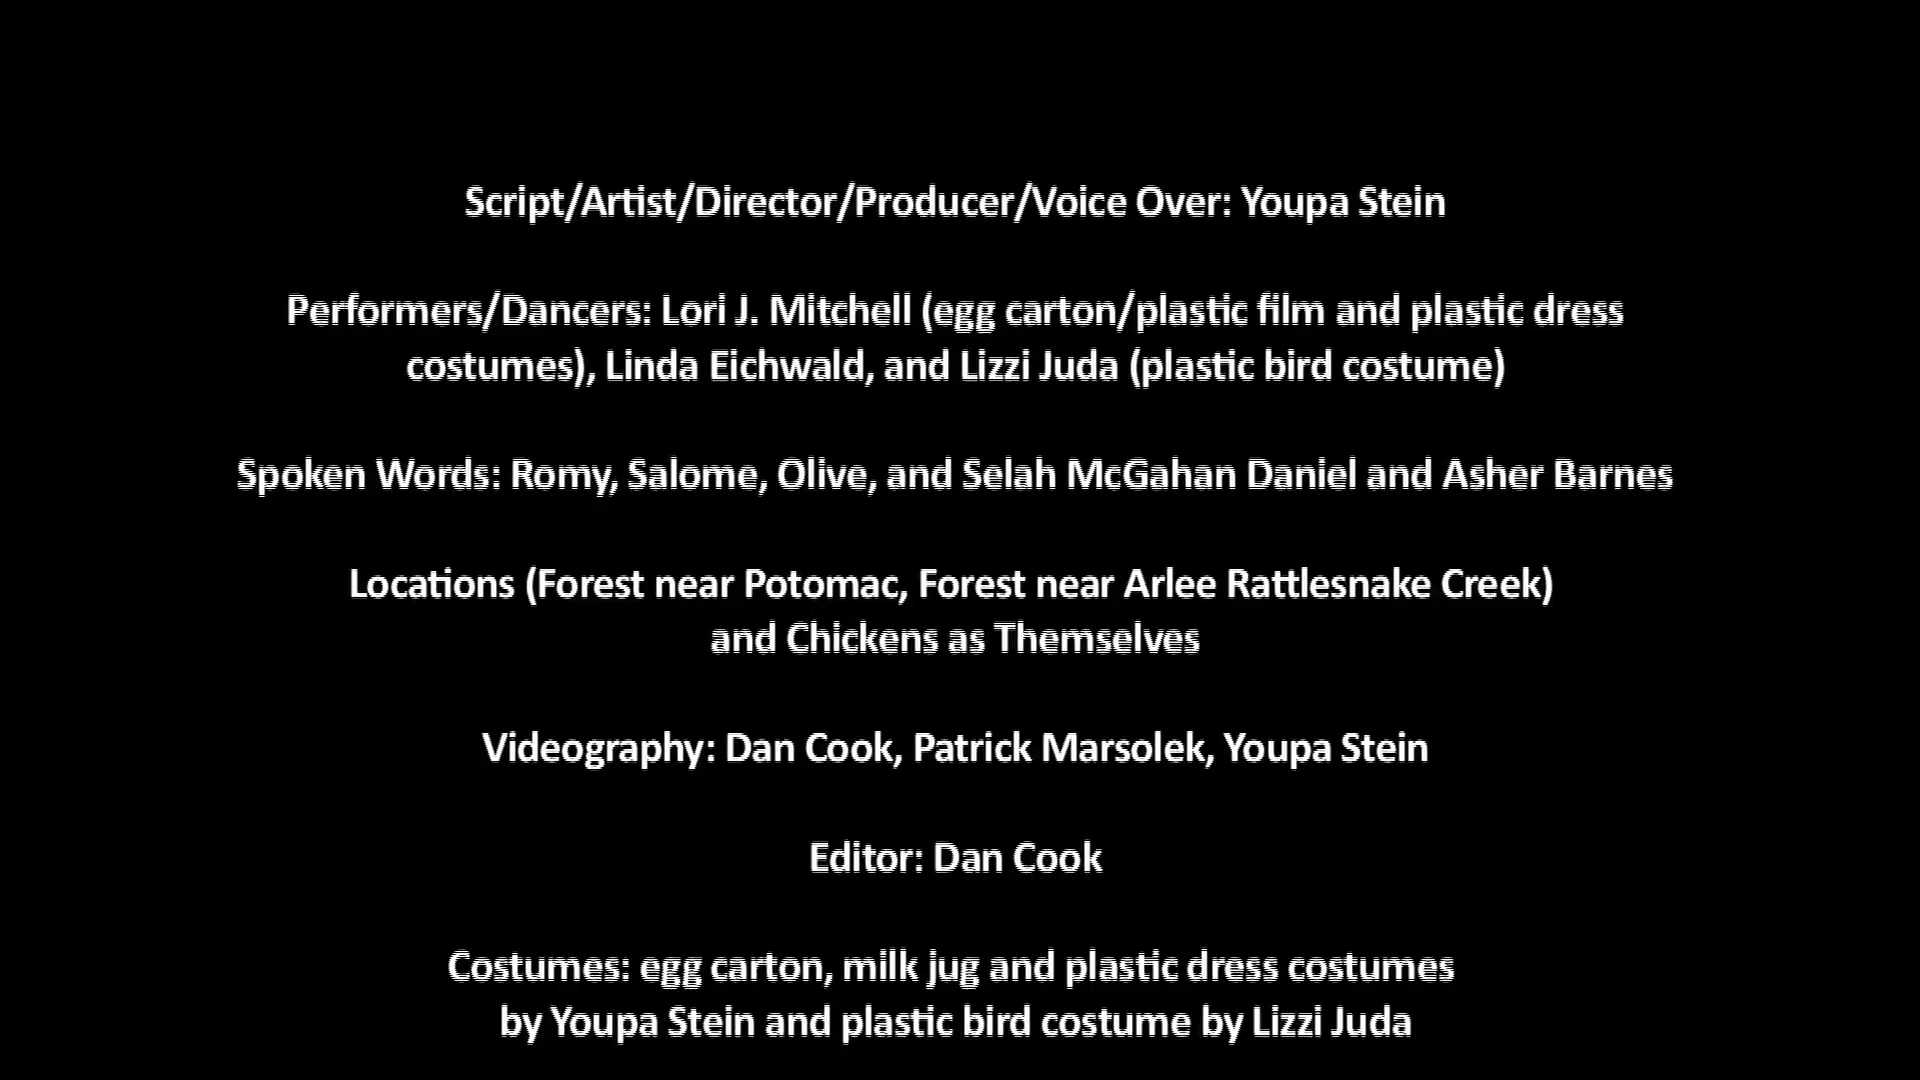 Script/Artist/Director/Producer/Voice Over: Youpa Stein
Performers/Dancers: Lori J. Mitchell (egg carton/plastic film and plastic dress
costumes), Linda Eichwald, and Lizzi Juda (plastic bird costume)
Spoken Words: Romy, Salome, Olive, and Selah McGahan Daniel and Asher Barnes
Locations (Forest near Potomac, Forest near Arlee Rattlesnake Creek)
and Chickens as Themselves
Videography: Dan Cook, Patrick Marsolek, Youpa Stein
Editor: Dan Cook
Costumes: egg carton, milk jug and plastic dress costumes
by Youpa Stein and plastic bird costume by Lizzi Juda